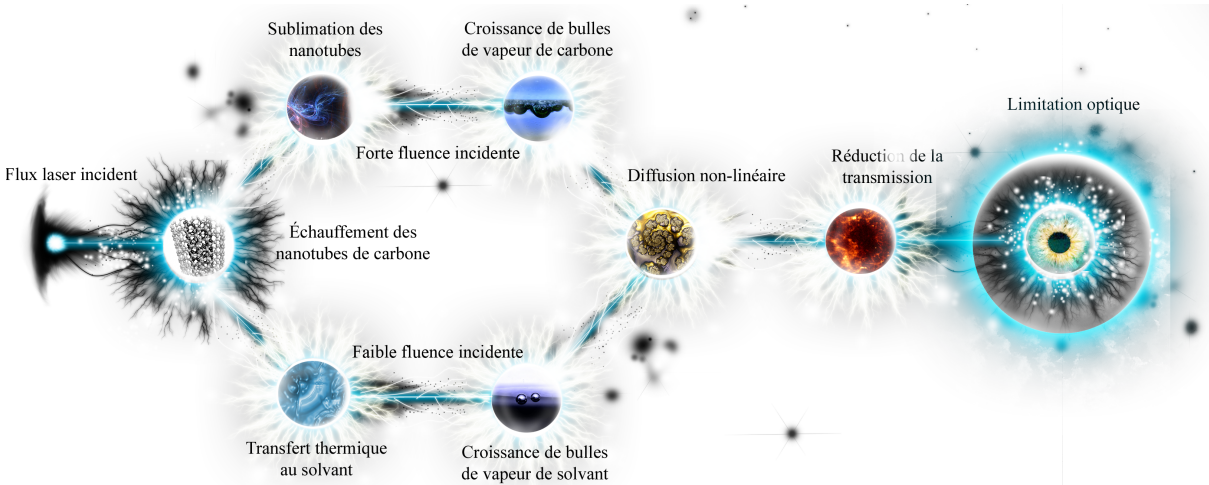 Flux laser incident
Échauffement des
nanotubes de carbone
Sublimation des
nanotubes
Croissance de bulles
de vapeur de carbone
Forte fluence incidente
Faible fluence incidente
Transfert thermique
au solvant
Croissance de bulles
de vapeur de solvant
Diffusion non-linéaire
Réduction de la
transmission
Limitation optique